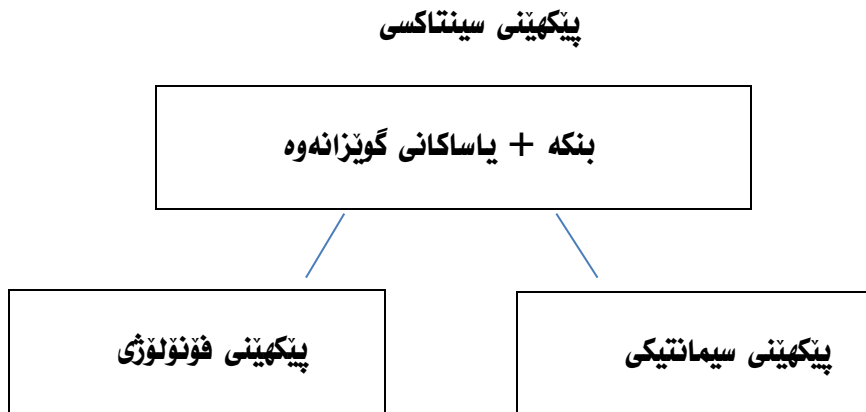 پێکهێنی سینتاکسی
بنکە + یاساکانی گوێزانەوە
پێکهێنی سیمانتیکی
پێکهێنی فۆنۆلۆژی